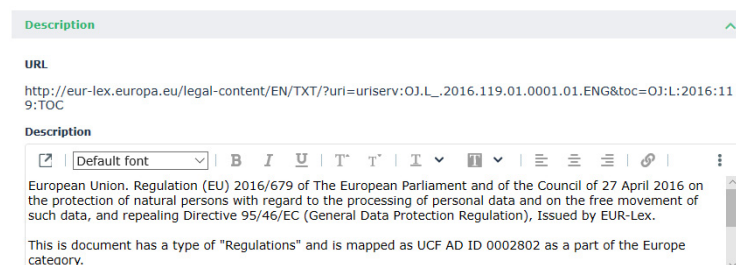 Description
URL
http://eur-lex.europa.eu/legal-content/EN/TXT/?uri=uriserv:OJ.L_.2016.119.01.0001.01.ENG&toc=OJ:L:2016:11
9:TOC
Description
Default font B I U T T T T
European Union. Regulation (EU) 2016/679 of The European Parliament and of the Council of 27 April 2016 on
the protection of natural persons with regard to the processing of personal data and on the free movement of
such data, and repealing Directive 95/46/EC (General Data Protection Regulation), Issued by EUR-Lex.
This is document has a type of "Regulations" and is mapped as UCF AD ID 0002802 as a part of the Europe
category.